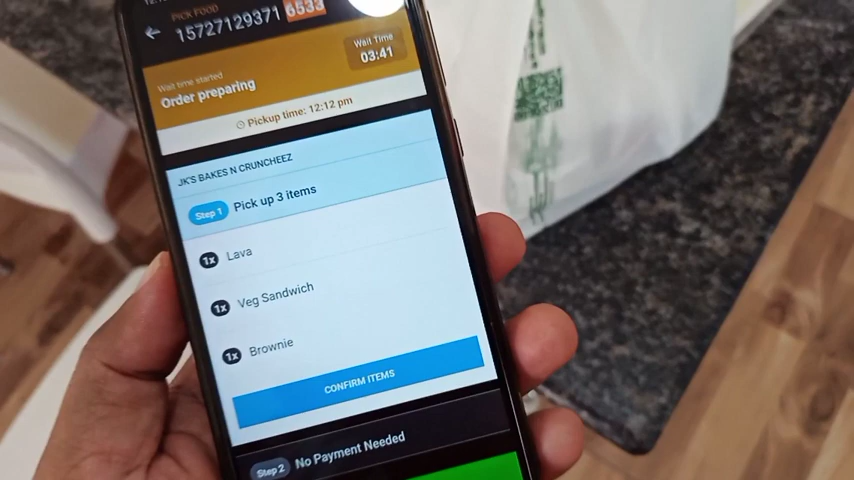 PICK FOOD
15727129371 6533
Wait time started
Order preparing
Wait Time
03:41
Pickup time: 12:12 pm
JK'S BAKES N CRUNCHEEZ
Step 1 Pick up 3 items
1x Lava
1x Veg Sandwich
1x Brownie
CONFIRM ITEMS
Step 2 No Payment Needed